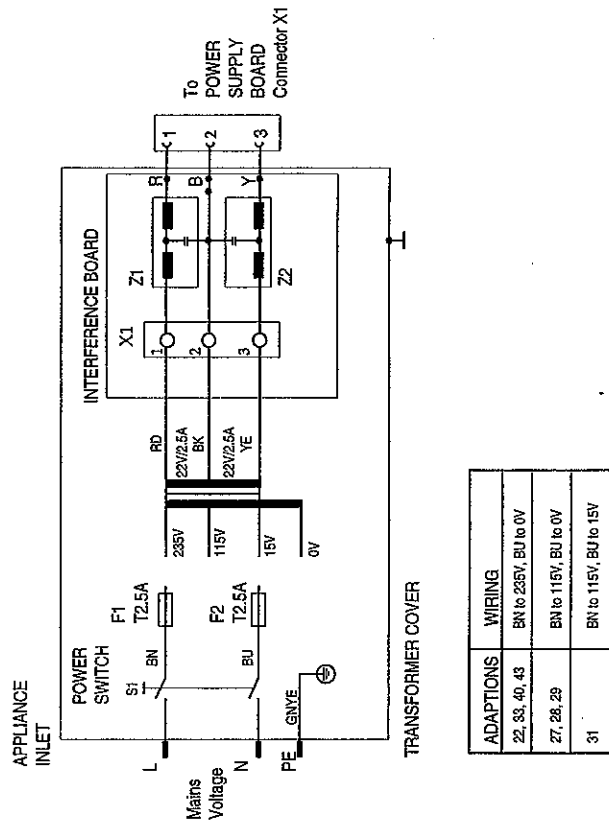 APPLIANCE
INLET
L
N
PE
Mains
Voltage
POWER
SWITCH
S1
BN
BU
GNYE
F1
T2.5A
F2
T2.5A
235V
115V
15V
0V
RD
22V/2.5A
BK
22V/2.5A
YE
INTERFERENCE BOARD
X1
1
2
3
Z1
Z2
R
B
Y
1
2
3
To
POWER
SUPPLY
BOARD
Connector X1
TRANSFORMER COVER
ADAPTIONS WIRING
22, 33, 40, 43 BN to 235V, BU to 0V
27, 28, 29 BN to 115V, BU to 0V
31 BN to 115V, BU to 15V